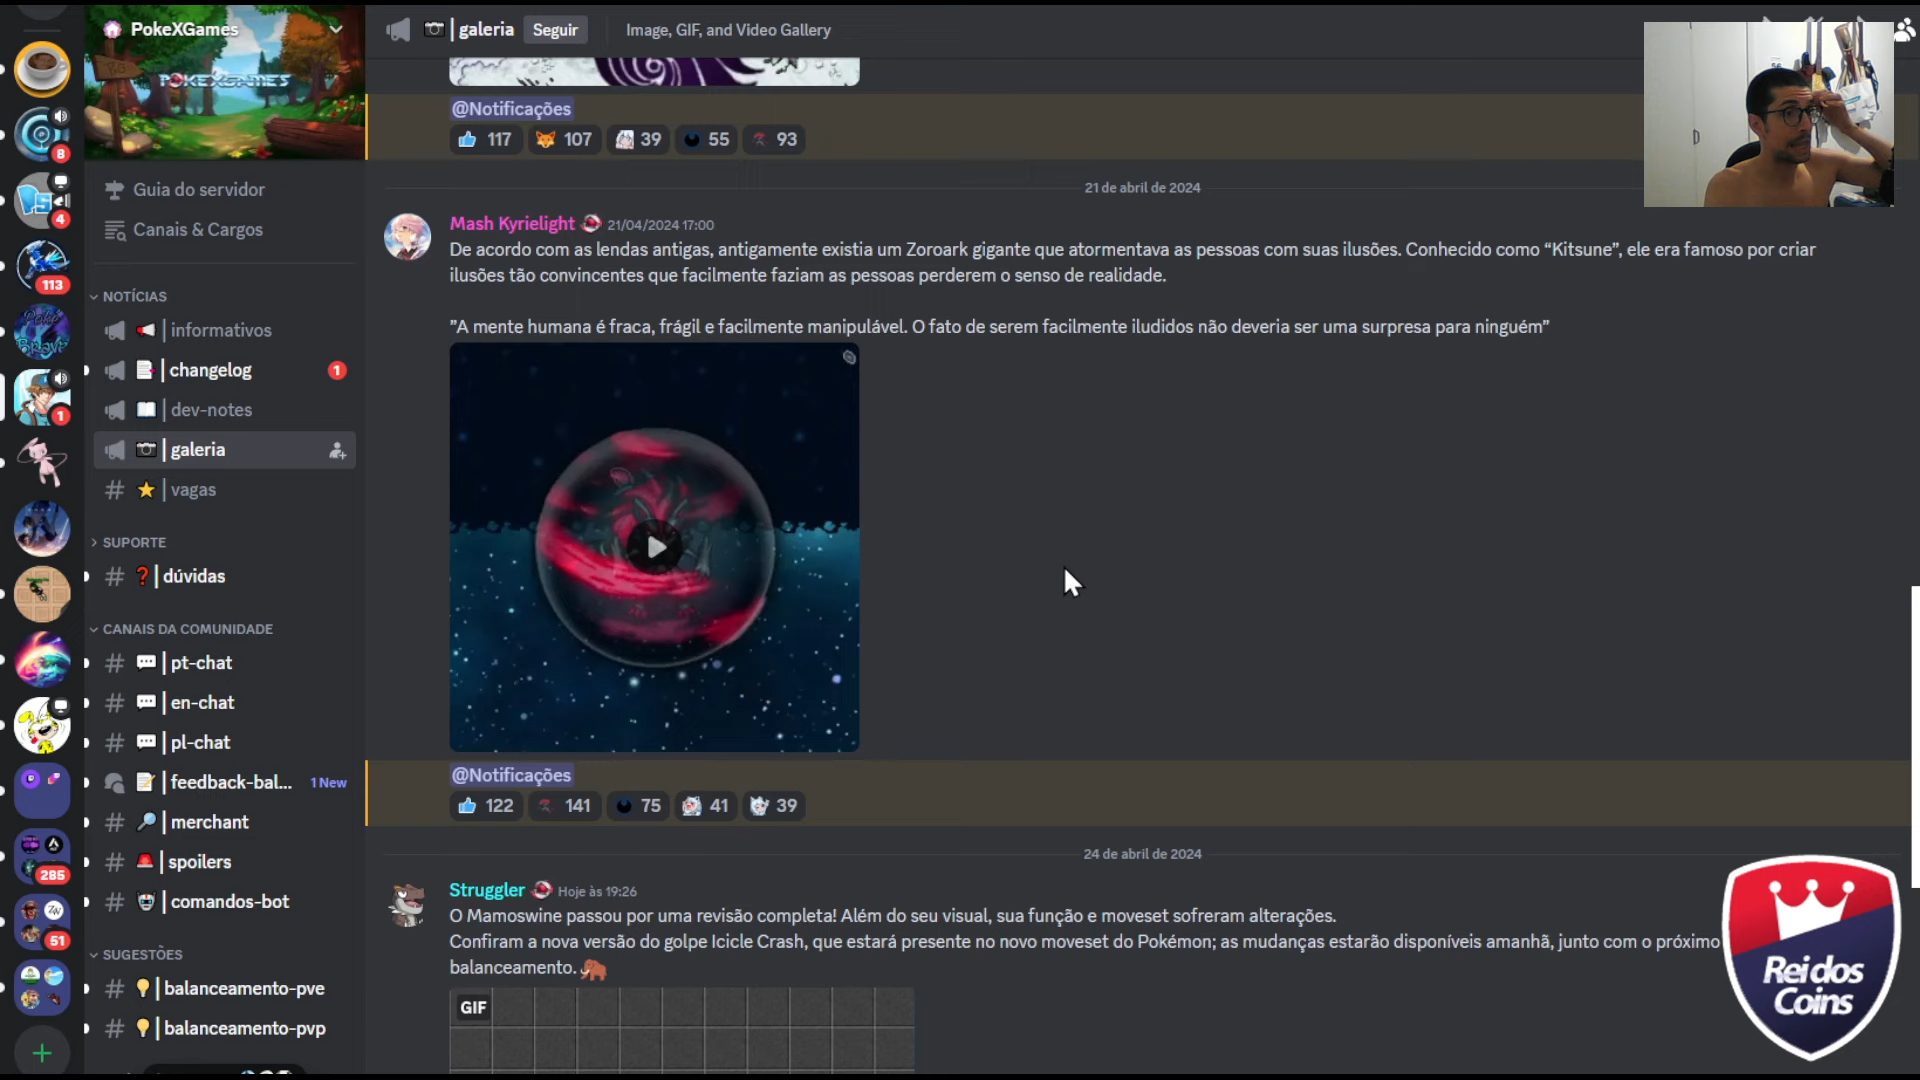 PokeXGames
POKEXGAMES
Guia do servidor
Canais & Cargos
NOTÍCIAS
| informativos
| changelog 1
| dev-notes
| galeria
# | vagas
SUPORTE
# | dúvidas
CANAIS DA COMUNIDADE
# | pt-chat
# | en-chat
# | pl-chat
| feedback-bal... 1 New
# | merchant
# | spoilers
# | comandos-bot
SUGESTÕES
# | balanceamento-pve
# | balanceamento-pvp
8
4
113
1
285
51
| galeria Seguir Image, GIF, and Video Gallery
@Notificações
117 107 39 55 93
21 de abril de 2024
Mash Kyrielight 21/04/2024 17:00
De acordo com as lendas antigas, antigamente existia um Zoroark gigante que atormentava as pessoas com suas ilusões. Conhecido como “Kitsune”, ele era famoso por criar
ilusões tão convincentes que facilmente faziam as pessoas perderem o senso de realidade.
”A mente humana é fraca, frágil e facilmente manipulável. O fato de serem facilmente iludidos não deveria ser uma surpresa para ninguém”
@Notificações
122 141 75 41 39
24 de abril de 2024
Struggler Hoje às 19:26
O Mamoswine passou por uma revisão completa! Além do seu visual, sua função e moveset sofreram alterações.
Confiram a nova versão do golpe Icicle Crash, que estará presente no novo moveset do Pokémon; as mudanças estarão disponíveis amanhã, junto com o próximo
balanceamento.
GIF
Rei dos
Coins